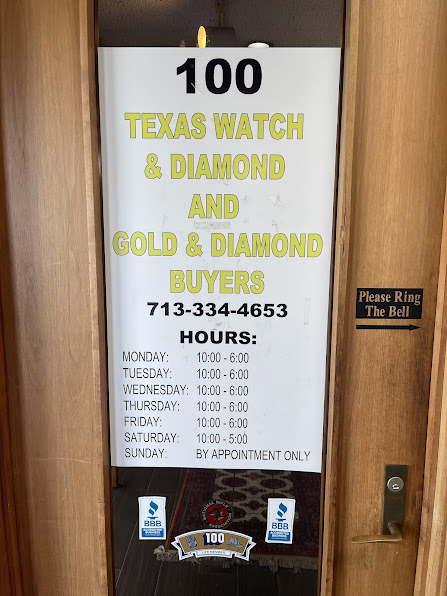 100
TEXAS WATCH
& DIAMOND
AND
GOLD & DIAMOND
BUYERS
713-334-4653
HOURS:
MONDAY: 10:00 - 6:00
TUESDAY: 10:00 - 6:00
WEDNESDAY: 10:00 - 6:00
THURSDAY: 10:00 - 6:00
FRIDAY: 10:00 - 6:00
SATURDAY: 10:00 - 5:00
SUNDAY: BY APPOINTMENT ONLY
Please Ring
The Bell
BBB
BBB
100